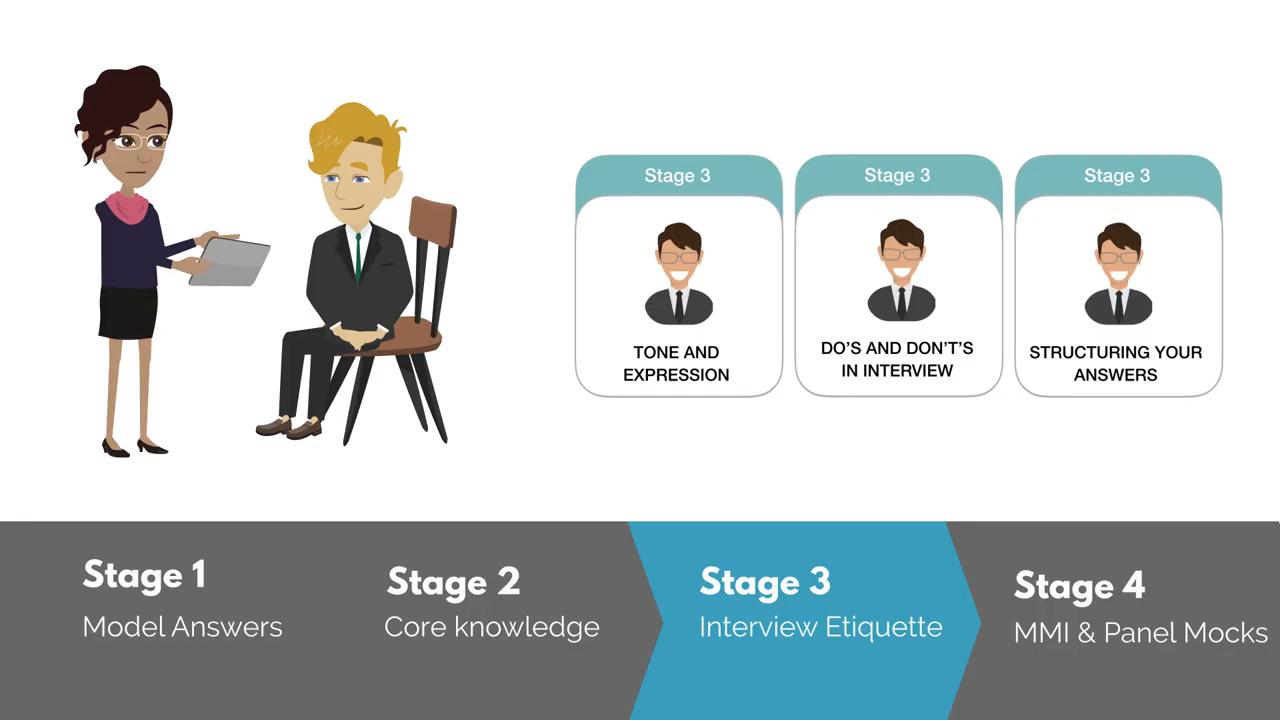 Stage 3
TONE AND
EXPRESSION
Stage 3
DO'S AND DON'T'S
IN INTERVIEW
Stage 3
STRUCTURING YOUR
ANSWERS
Stage 1
Model Answers
Stage 2
Core knowledge
Stage 3
Interview Etiquette
Stage 4
MMI & Panel Mocks